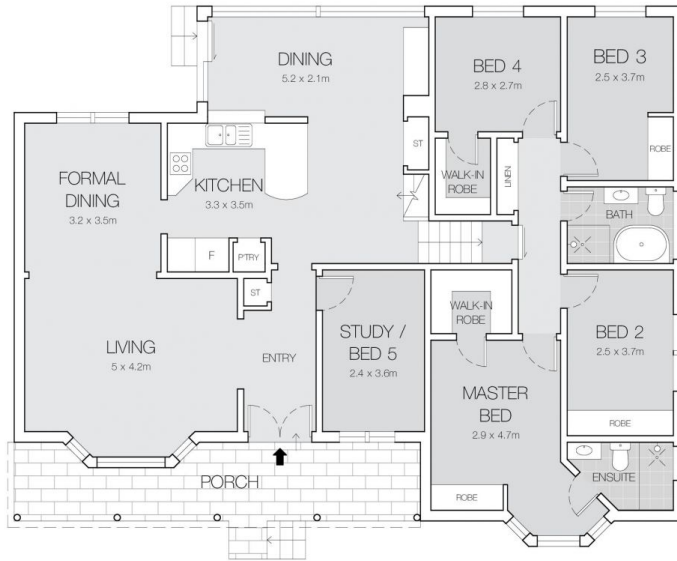 DINING
5.2 x 2.1m
BED 4
2.8 x 2.7m
BED 3
2.5 x 3.7m
ST
WALK-IN
ROBE
LINEN
ROBE
FORMAL
DINING
3.2 x 3.5m
KITCHEN
3.3 x 3.5m
BATH
F
PTRY
ST
WALK-IN
ROBE
LIVING
5 x 4.2m
ENTRY
STUDY /
BED 5
2.4 x 3.6m
BED 2
2.5 x 3.7m
MASTER
BED
2.9 x 4.7m
ROBE
PORCH
ROBE
ENSUITE